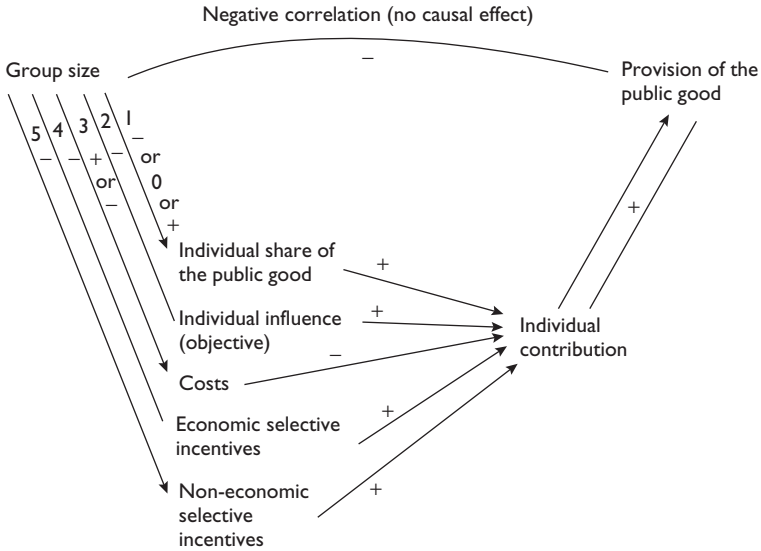 Negative correlation (no causal effect)
–
Group size
Provision of the
public good
5 4 3 2 1
– – + – –
or or
– 0
or
+
+
Individual share of
the public good
+
Individual influence
(objective)
+
Individual
contribution
–
Costs
+
Economic selective
incentives
+
Non-economic
selective
incentives